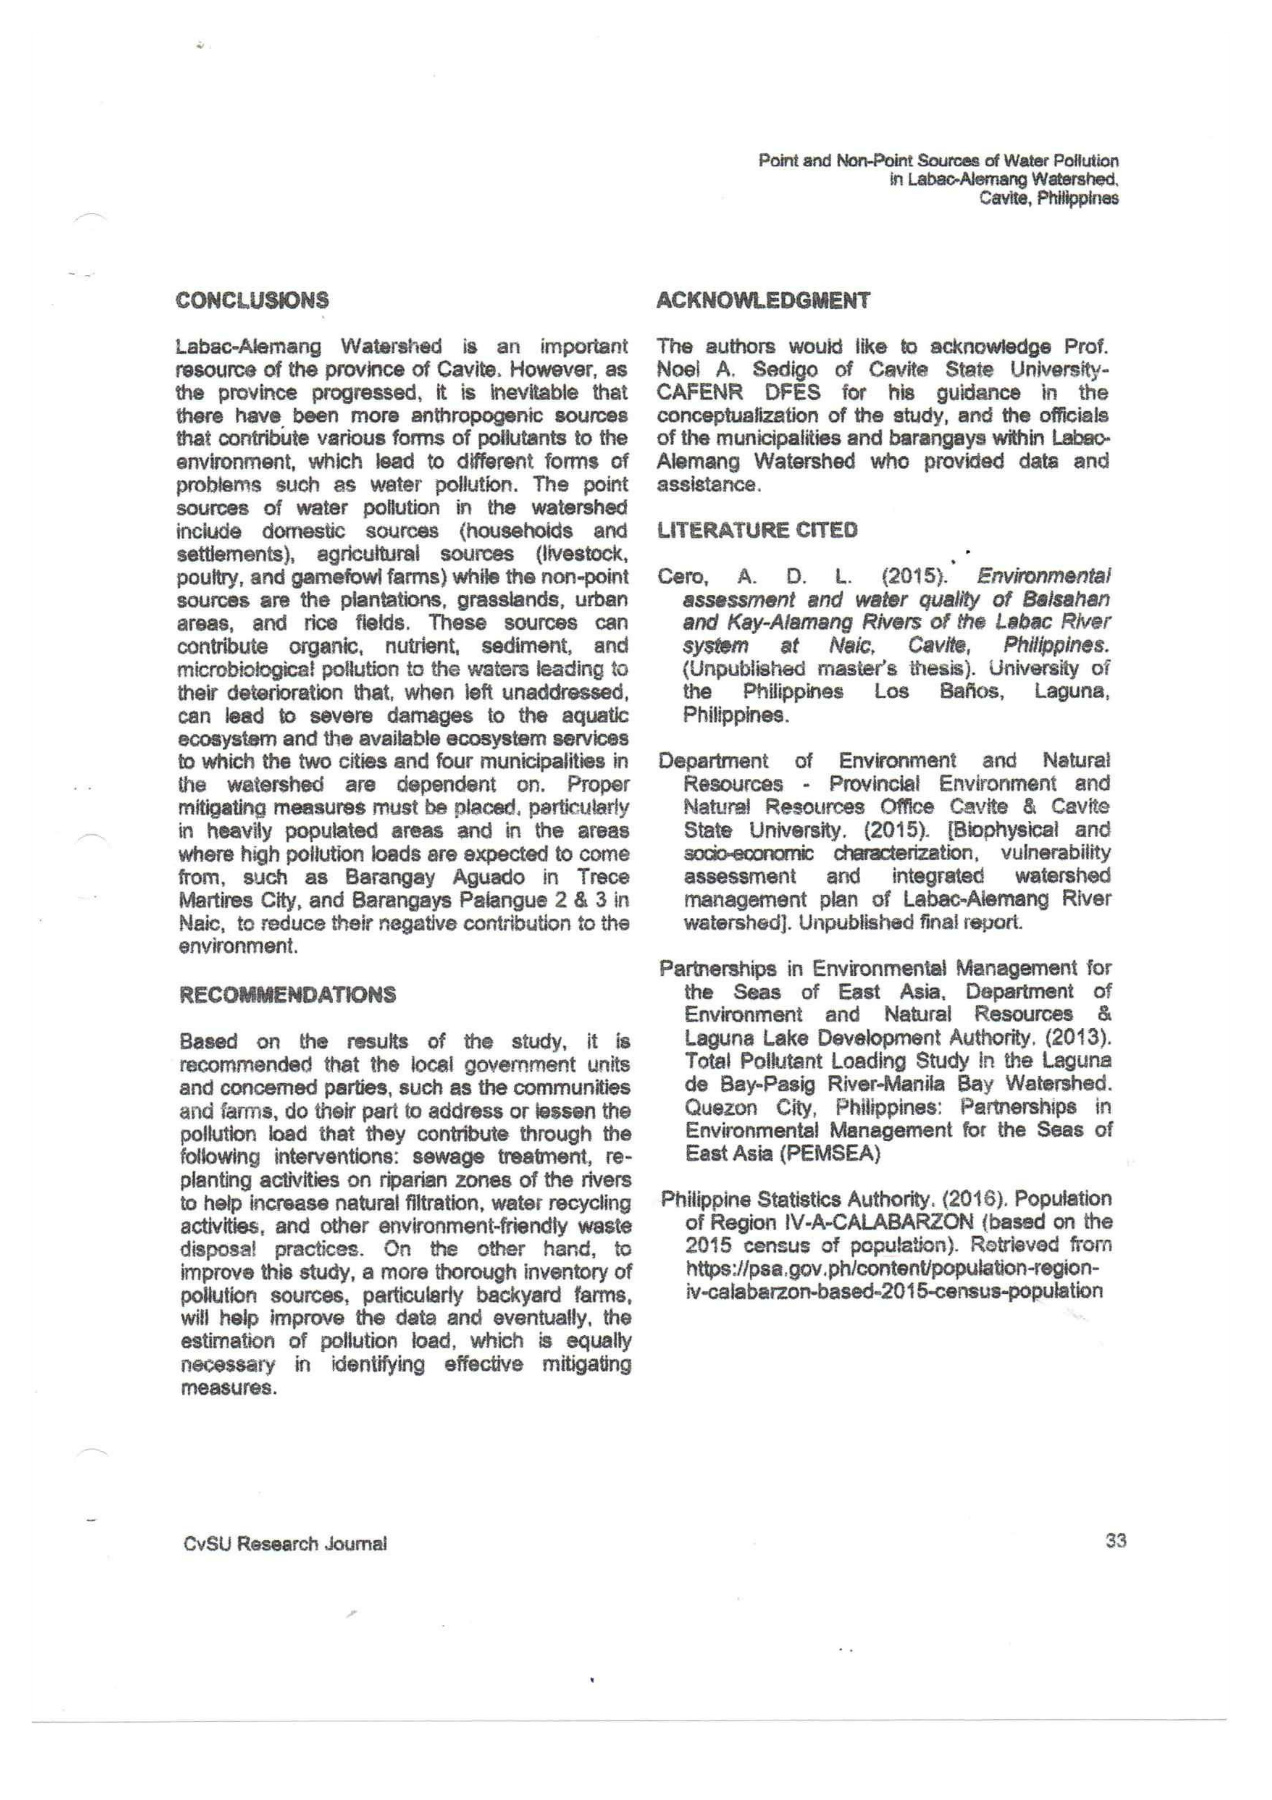 Point and Non-Point Sources of Water Pollution
in Labac-Alemang Watershed,
Cavite, Philippines
CONCLUSIONS
Labac-Alemang Watershed is an important
resource of the province of Cavite. However, as
the province progressed, it is inevitable that
there have been more anthropogenic sources
that contribute various forms of pollutants to the
environment, which lead to different forms of
problems such as water pollution. The point
sources of water pollution in the watershed
include domestic sources (households and
settlements), agricultural sources (livestock,
poultry, and gamefowl farms) while the non-point
sources are the plantations, grasslands, urban
areas, and rice fields. These sources can
contribute organic, nutrient, sediment, and
microbiological pollution to the waters leading to
their deterioration that, when left unaddressed,
can lead to severe damages to the aquatic
ecosystem and the available ecosystem services
to which the two cities and four municipalities in
the watershed are dependent on. Proper
mitigating measures must be placed, particularly
in heavily populated areas and in the areas
where high pollution loads are expected to come
from, such as Barangay Aguado in Trece
Martires City, and Barangays Palangue 2 & 3 in
Naic, to reduce their negative contribution to the
environment.
RECOMMENDATIONS
Based on the results of the study, it is
recommended that the local government units
and concerned parties, such as the communities
and farms, do their part to address or lessen the
pollution load that they contribute through the
following interventions: sewage treatment, re-
planting activities on riparian zones of the rivers
to help increase natural filtration, water recycling
activities, and other environment-friendly waste
disposal practices. On the other hand, to
improve this study, a more thorough inventory of
pollution sources, particularly backyard farms,
will help improve the data and eventually, the
estimation of pollution load, which is equally
necessary in identifying effective mitigating
measures.
ACKNOWLEDGMENT
The authors would like to acknowledge Prof.
Noel A. Sedigo of Cavite State University-
CAFENR DFES for his guidance in the
conceptualization of the study, and the officials
of the municipalities and barangays within Labac-
Alemang Watershed who provided data and
assistance.
LITERATURE CITED
Cero, A. D. L. (2015). Environmental
assessment and water quality of Balsahan
and Kay-Alamang Rivers of the Labac River
system at Naic, Cavite, Philippines.
(Unpublished master's thesis). University of
the Philippines Los Baños, Laguna,
Philippines.
Department of Environment and Natural
Resources - Provincial Environment and
Natural Resources Office Cavite & Cavite
State University. (2015). [Biophysical and
socio-economic characterization, vulnerability
assessment and integrated watershed
management plan of Labac-Alemang River
watershed]. Unpublished final report.
Partnerships in Environmental Management for
the Seas of East Asia, Department of
Environment and Natural Resources &
Laguna Lake Development Authority. (2013).
Total Pollutant Loading Study in the Laguna
de Bay-Pasig River-Manila Bay Watershed.
Quezon City, Philippines: Partnerships in
Environmental Management for the Seas of
East Asia (PEMSEA)
Philippine Statistics Authority. (2016). Population
of Region IV-A-CALABARZON (based on the
2015 census of population). Retrieved from
https://psa.gov.ph/content/population-region-
iv-calabarzon-based-2015-census-population
CvSU Research Journal
33